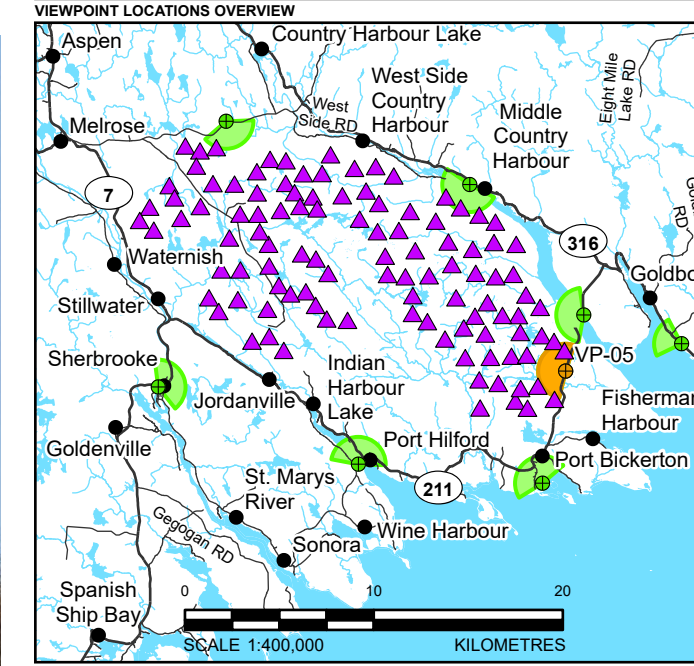 VIEWPOINT LOCATIONS OVERVIEW
Aspen
Country Harbour Lake
West Side
Country
Harbour
West
Side RD
Middle
Country
Harbour
Eight Mile
Lake RD
Melrose
7
316
Waternish
Stillwater
Sherbrooke
Jordanville
Goldenville
Indian
Harbour
Lake
VP-05
Port Hilford
Port Bickerton
211
St. Marys
River
Gegogan RD
Wine Harbour
Sonora
Spanish
Ship Bay
0 10 20
SCALE 1:400,000 KILOMETRES